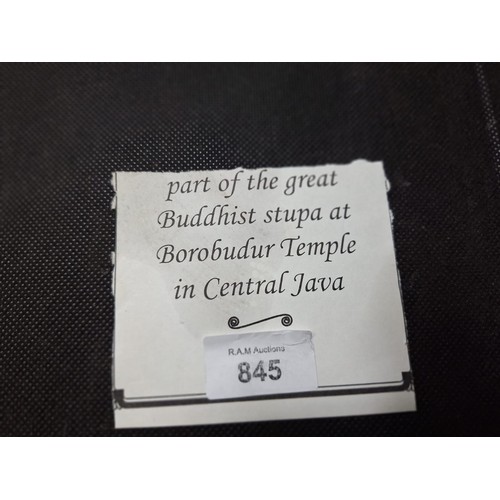 part of the great
Buddhist stupa at
Borobudur Temple
in Central Java
R.A.M Auctions
845